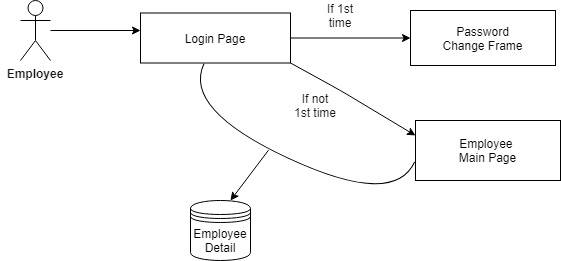 If 1st
time
Login Page
Password
Change Frame
Employee
If not
1st time
Employee
Main Page
Employee
Detail